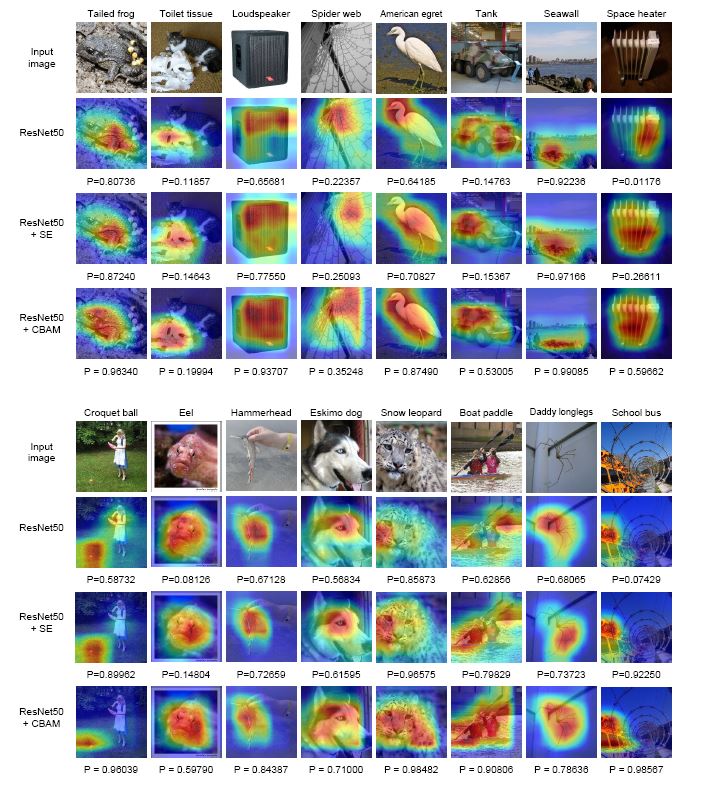 Tailed frog Toilet tissue Loudspeaker Spider web American egret Tank Seawall Space heater
Input
image
ResNet50
P=0.80736 P=0.11857 P=0.65681 P=0.22357 P=0.64185 P=0.14763 P=0.92236 P=0.01176
ResNet50
+ SE
P=0.87240 P=0.14643 P=0.77550 P=0.25093 P=0.70827 P=0.15367 P=0.97166 P=0.26611
ResNet50
+ CBAM
P = 0.96340 P = 0.19994 P = 0.93707 P = 0.35248 P = 0.87490 P = 0.53005 P = 0.99085 P = 0.59662
Croquet ball Eel Hammerhead Eskimo dog Snow leopard Boat paddle Daddy longlegs School bus
Input
image
ResNet50
P=0.58732 P=0.08126 P=0.67128 P=0.56834 P=0.85873 P=0.62856 P=0.68065 P=0.07429
ResNet50
+ SE
P=0.89962 P=0.14804 P=0.72659 P=0.61595 P=0.96575 P=0.79829 P=0.73723 P=0.92250
ResNet50
+ CBAM
P = 0.96039 P = 0.59790 P = 0.84387 P = 0.71000 P = 0.98482 P = 0.90806 P = 0.78636 P = 0.98567